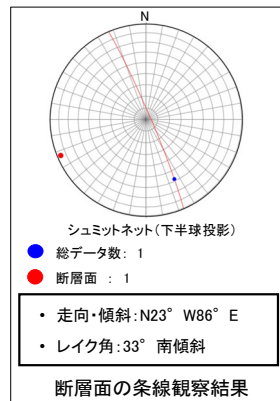 N
シュミットネット(下半球投影)
総データ数: 1
断層面 : 1
• 走向・傾斜:N23° W86° E
• レイク角:33° 南傾斜
断層面の条線観察結果